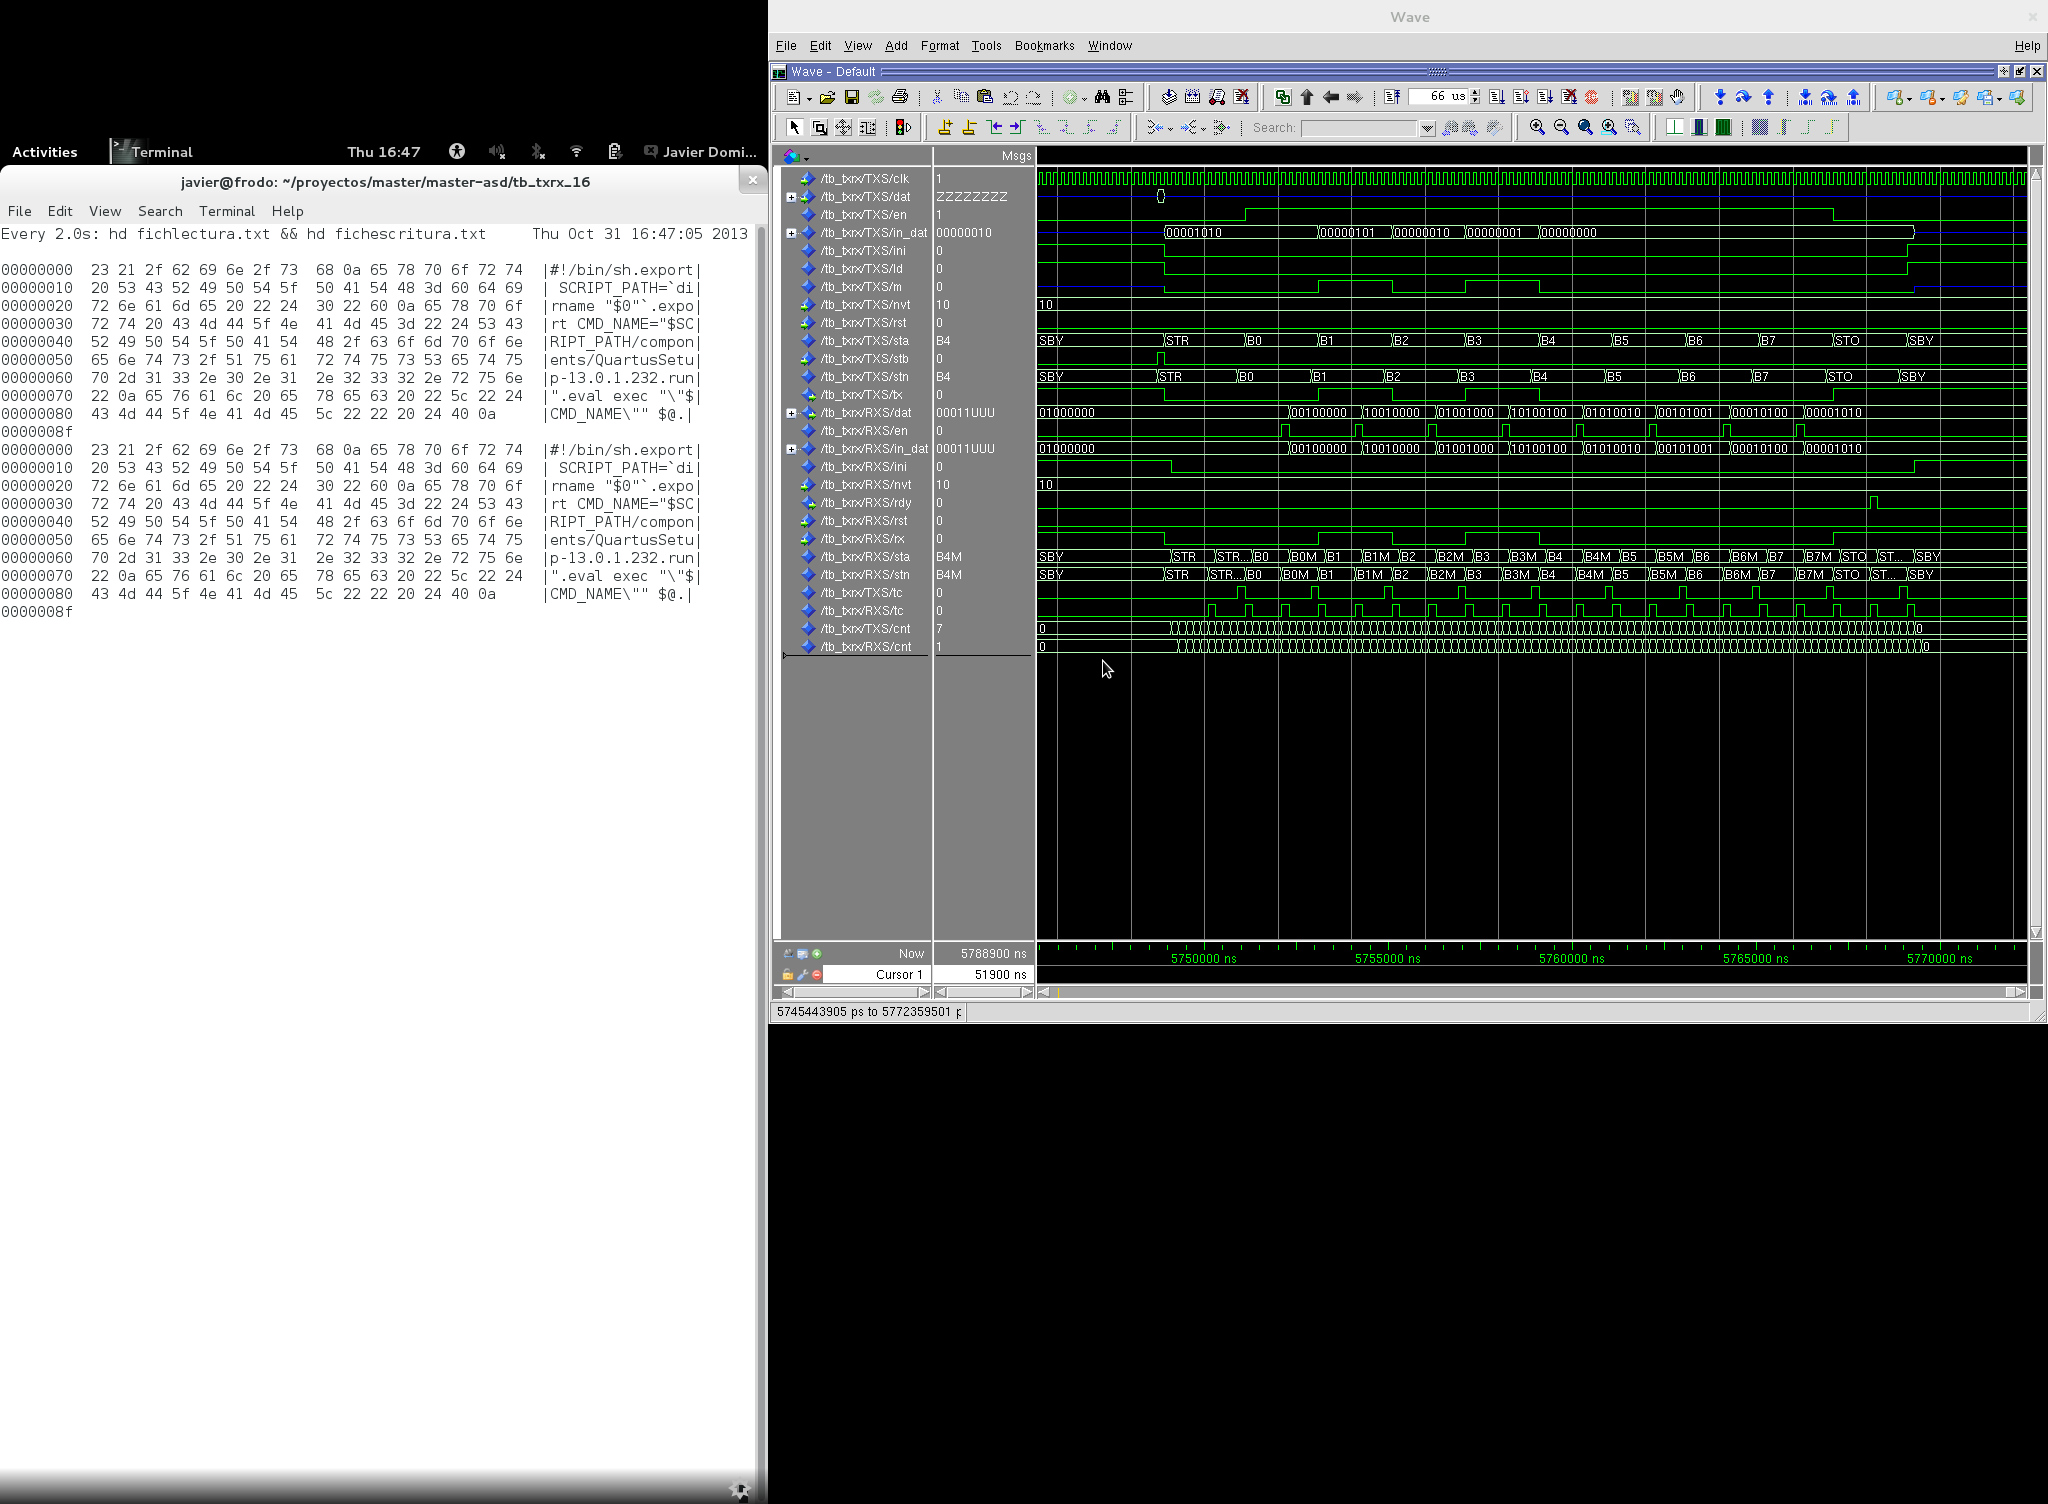 Activities
Terminal
Thu 16:47
Javier Domi...
javier@frodo: ~/proyectos/master/master-asd/tb_txrx_16
File Edit View Search Terminal Help
Every 2.0s: hd fichlectura.txt && hd fichescritura.txt Thu Oct 31 16:47:05 2013
00000000 23 21 2f 62 69 6e 2f 73 68 0a 65 78 70 6f 72 74 |#!/bin/sh.export|
00000010 20 53 43 52 49 50 54 5f 50 41 54 48 3d 60 64 69 | SCRIPT_PATH=`di|
00000020 72 6e 61 6d 65 20 22 24 30 22 60 0a 65 78 70 6f |rname "$0"`.expo|
00000030 72 74 20 43 4d 44 5f 4e 41 4d 45 3d 22 24 53 43 |rt CMD_NAME="$SC|
00000040 52 49 50 54 5f 50 41 54 48 2f 63 6f 6d 70 6f 6e |RIPT_PATH/compon|
00000050 65 6e 74 73 2f 51 75 61 72 74 75 73 53 65 74 75 |ents/QuartusSetu|
00000060 70 2d 31 33 2e 30 2e 31 2e 32 33 32 2e 72 75 6e |p-13.0.1.232.run|
00000070 22 0a 65 76 61 6c 20 65 78 65 63 20 22 5c 22 24 |".eval exec "\"$|
00000080 43 4d 44 5f 4e 41 4d 45 5c 22 22 20 24 40 0a |CMD_NAME\"" $@.|
0000008f
00000000 23 21 2f 62 69 6e 2f 73 68 0a 65 78 70 6f 72 74 |#!/bin/sh.export|
00000010 20 53 43 52 49 50 54 5f 50 41 54 48 3d 60 64 69 | SCRIPT_PATH=`di|
00000020 72 6e 61 6d 65 20 22 24 30 22 60 0a 65 78 70 6f |rname "$0"`.expo|
00000030 72 74 20 43 4d 44 5f 4e 41 4d 45 3d 22 24 53 43 |rt CMD_NAME="$SC|
00000040 52 49 50 54 5f 50 41 54 48 2f 63 6f 6d 70 6f 6e |RIPT_PATH/compon|
00000050 65 6e 74 73 2f 51 75 61 72 74 75 73 53 65 74 75 |ents/QuartusSetu|
00000060 70 2d 31 33 2e 30 2e 31 2e 32 33 32 2e 72 75 6e |p-13.0.1.232.run|
00000070 22 0a 65 76 61 6c 20 65 78 65 63 20 22 5c 22 24 |".eval exec "\"$|
00000080 43 4d 44 5f 4e 41 4d 45 5c 22 22 20 24 40 0a |CMD_NAME\"" $@.|
0000008f
Wave
File Edit View Add Format Tools Bookmarks Window Help
Wave - Default
66 us
Search:
Msgs
/tb_txrx/TXS/clk 1
/tb_txrx/TXS/dat ZZZZZZZZ
/tb_txrx/TXS/en 1
/tb_txrx/TXS/in_dat 00000010 00001010 00000101 00000010 00000001 00000000
/tb_txrx/TXS/ini 0
/tb_txrx/TXS/ld 0
/tb_txrx/TXS/m 0
/tb_txrx/TXS/nvt 10 10
/tb_txrx/TXS/rst 0
/tb_txrx/TXS/sta B4 SBY STR B0 B1 B2 B3 B4 B5 B6 B7 STO SBY
/tb_txrx/TXS/stb 0
/tb_txrx/TXS/stn B4 SBY STR B0 B1 B2 B3 B4 B5 B6 B7 STO SBY
/tb_txrx/TXS/tx 0
/tb_txrx/RXS/dat 00011UUU 01000000 00100000 10010000 01001000 10100100 01010010 00101001 00010100 00001010
/tb_txrx/RXS/en 0
/tb_txrx/RXS/in_dat 00011UUU 01000000 00100000 10010000 01001000 10100100 01010010 00101001 00010100 00001010
/tb_txrx/RXS/ini 0
/tb_txrx/RXS/nvt 10 10
/tb_txrx/RXS/rdy 0
/tb_txrx/RXS/rst 0
/tb_txrx/RXS/rx 0
/tb_txrx/RXS/sta B4M SBY STR STR... B0 B0M B1 B1M B2 B2M B3 B3M B4 B4M B5 B5M B6 B6M B7 B7M STO ST... SBY
/tb_txrx/RXS/stn B4M SBY STR STR... B0 B0M B1 B1M B2 B2M B3 B3M B4 B4M B5 B5M B6 B6M B7 B7M STO ST... SBY
/tb_txrx/TXS/tc 0
/tb_txrx/RXS/tc 0
/tb_txrx/TXS/cnt 7 0 0
/tb_txrx/RXS/cnt 1 0 0
Now 5788900 ns 5750000 ns 5755000 ns 5760000 ns 5765000 ns 5770000 ns
Cursor 1 51900 ns
5745443905 ps to 5772359501 p